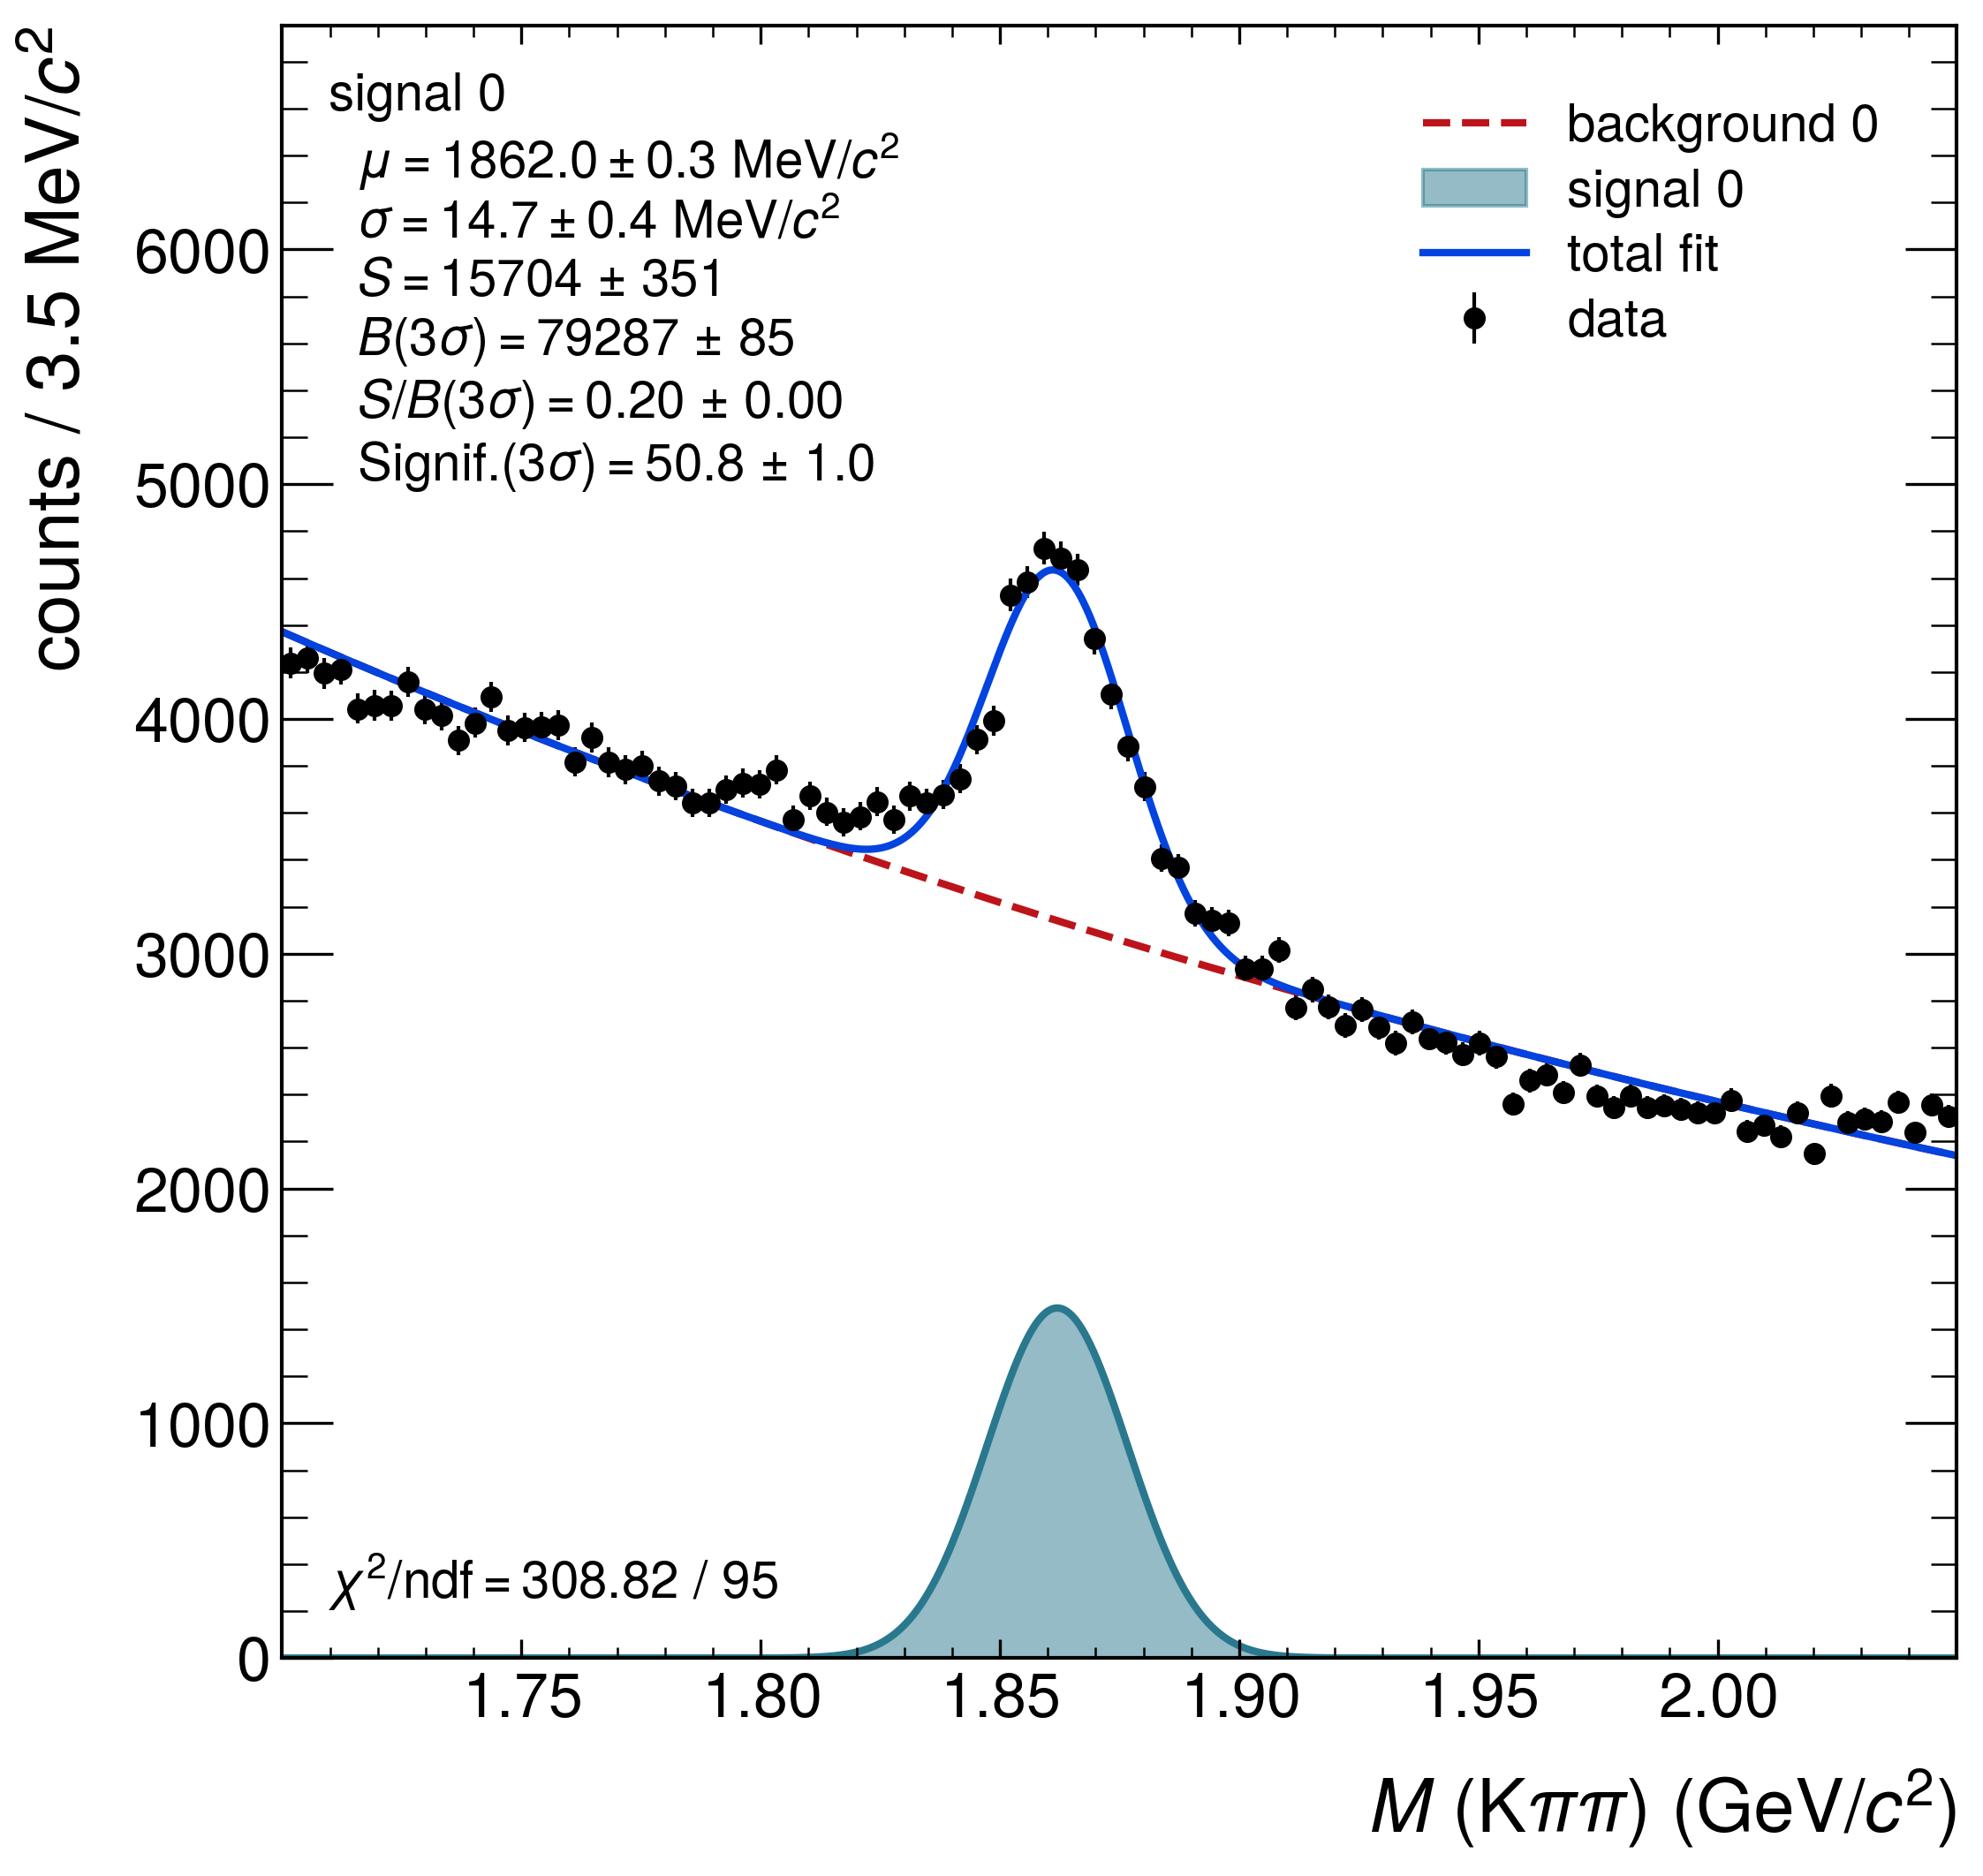 counts / 3.5 MeV/c²
signal 0
μ = 1862.0 ± 0.3 MeV/c²
σ = 14.7 ± 0.4 MeV/c²
S = 15704 ± 351
B(3σ) = 79287 ± 85
S/B(3σ) = 0.20 ± 0.00
Signif.(3σ) = 50.8 ± 1.0
background 0
signal 0
total fit
data
6000
5000
4000
3000
2000
1000
0
χ²/ndf = 308.82 / 95
1.75 1.80 1.85 1.90 1.95 2.00
M (Kππ) (GeV/c²)